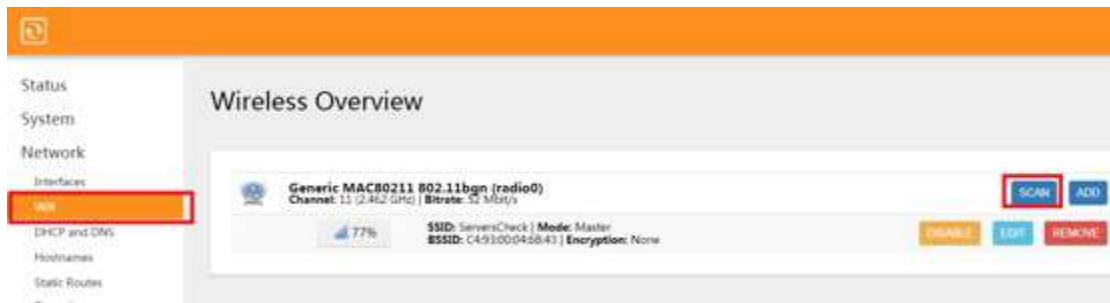 Status
System
Network
Interfaces
Wifi
DHCP and DNS
Hostnames
Static Routes
Wireless Overview
Generic MAC80211 802.11bgn (radio0)
Channel: 11 (2.462 GHz) | Bitrate: 52 Mbit/s
SCAN
ADD
77%
SSID: ServersCheck | Mode: Master
BSSID: C4:93:00:04:68:43 | Encryption: None
DISABLE
EDIT
REMOVE